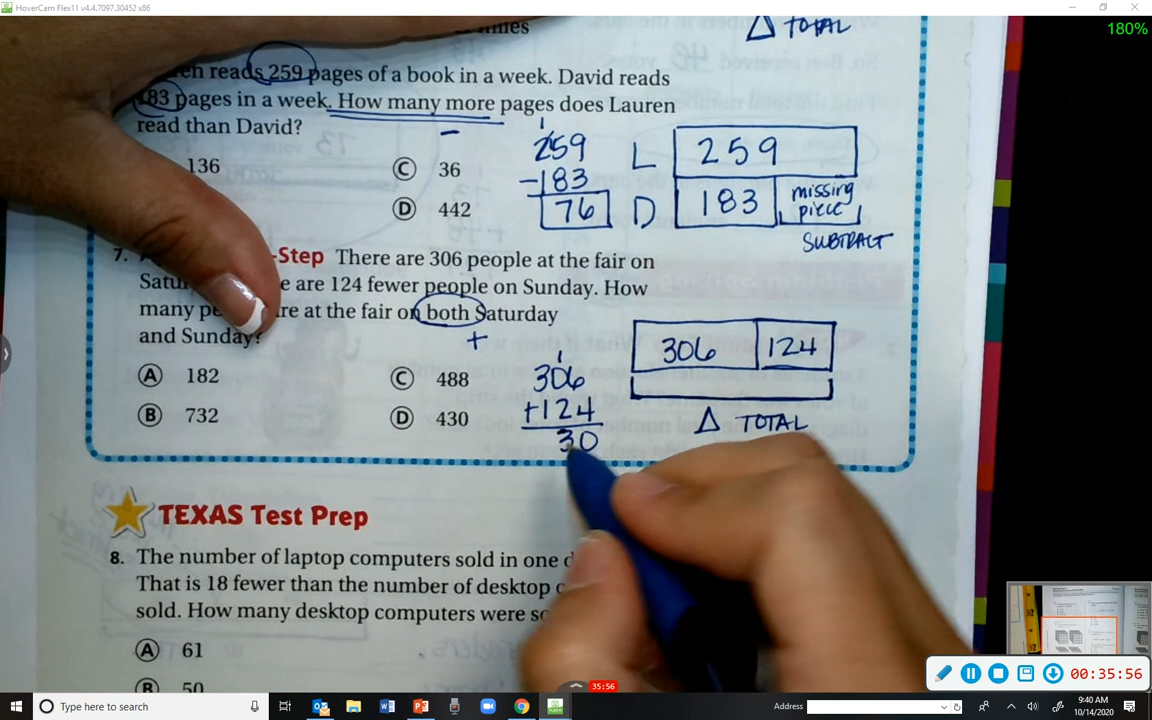 HoverCam Flex11 v4.4.7097.30452 x86
180%
Δ TOTAL
reads 259 pages of a book in a week. David reads
183 pages in a week. How many more pages does Lauren
read than David?
−
136
C 36
D 442
1
259
-183
76
L 259
D 183 missing piece
SUBTRACT
7. -Step There are 306 people at the fair on
are 124 fewer people on Sunday. How
many at the fair on both Saturday
and Sunday?
+
A 182
C 488
B 732
D 430
1
306
+124
30
306 124
Δ TOTAL
TEXAS Test Prep
8. The number of laptop computers sold in one
That is 18 fewer than the number of desktop
sold. How many desktop computers were
A 61
B 50
00:35:56
35:56
Type here to search
Address
9:40 AM
10/14/2020